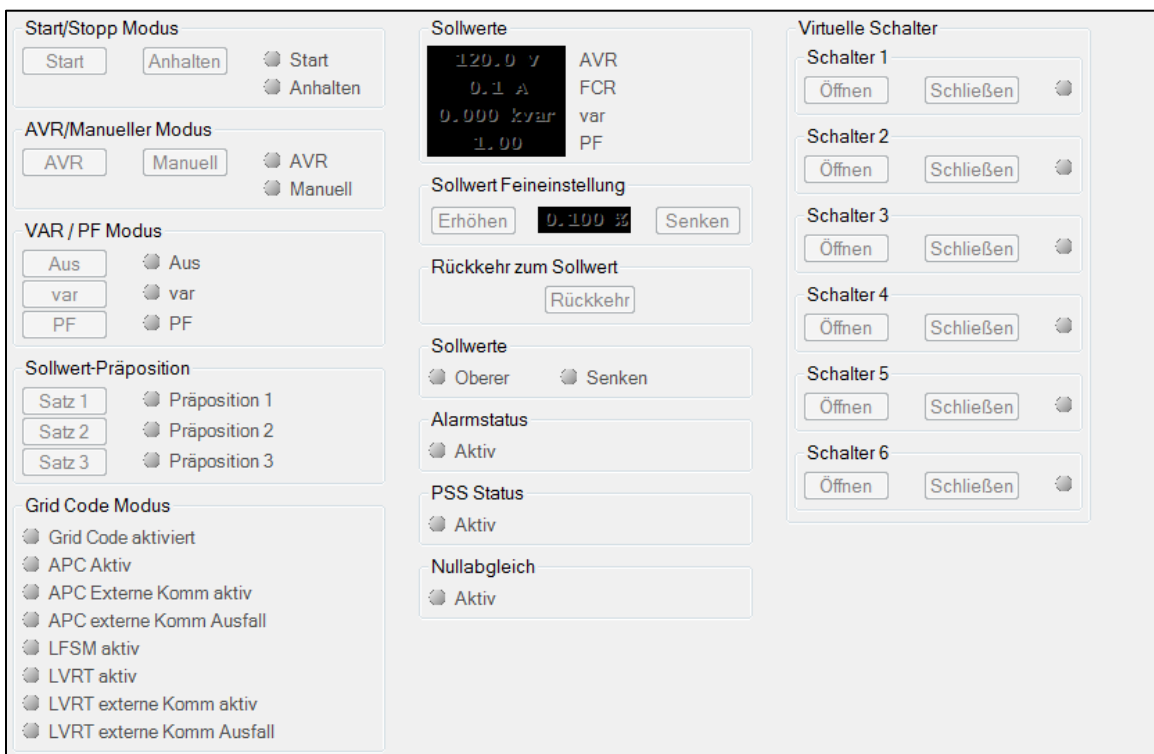 Start/Stopp Modus
Start Anhalten Start
Anhalten
AVR/Manueller Modus
AVR Manuell AVR
Manuell
VAR / PF Modus
Aus Aus
var var
PF PF
Sollwert-Präposition
Satz 1 Präposition 1
Satz 2 Präposition 2
Satz 3 Präposition 3
Grid Code Modus
Grid Code aktiviert
APC Aktiv
APC Externe Komm aktiv
APC externe Komm Ausfall
LFSM aktiv
LVRT aktiv
LVRT externe Komm aktiv
LVRT externe Komm Ausfall
Sollwerte
120.0 V AVR
0.1 A FCR
0.000 kvar var
1.00 PF
Sollwert Feineinstellung
Erhöhen 0.100 % Senken
Rückkehr zum Sollwert
Rückkehr
Sollwerte
Oberer Senken
Alarmstatus
Aktiv
PSS Status
Aktiv
Nullabgleich
Aktiv
Virtuelle Schalter
Schalter 1
Öffnen Schließen
Schalter 2
Öffnen Schließen
Schalter 3
Öffnen Schließen
Schalter 4
Öffnen Schließen
Schalter 5
Öffnen Schließen
Schalter 6
Öffnen Schließen